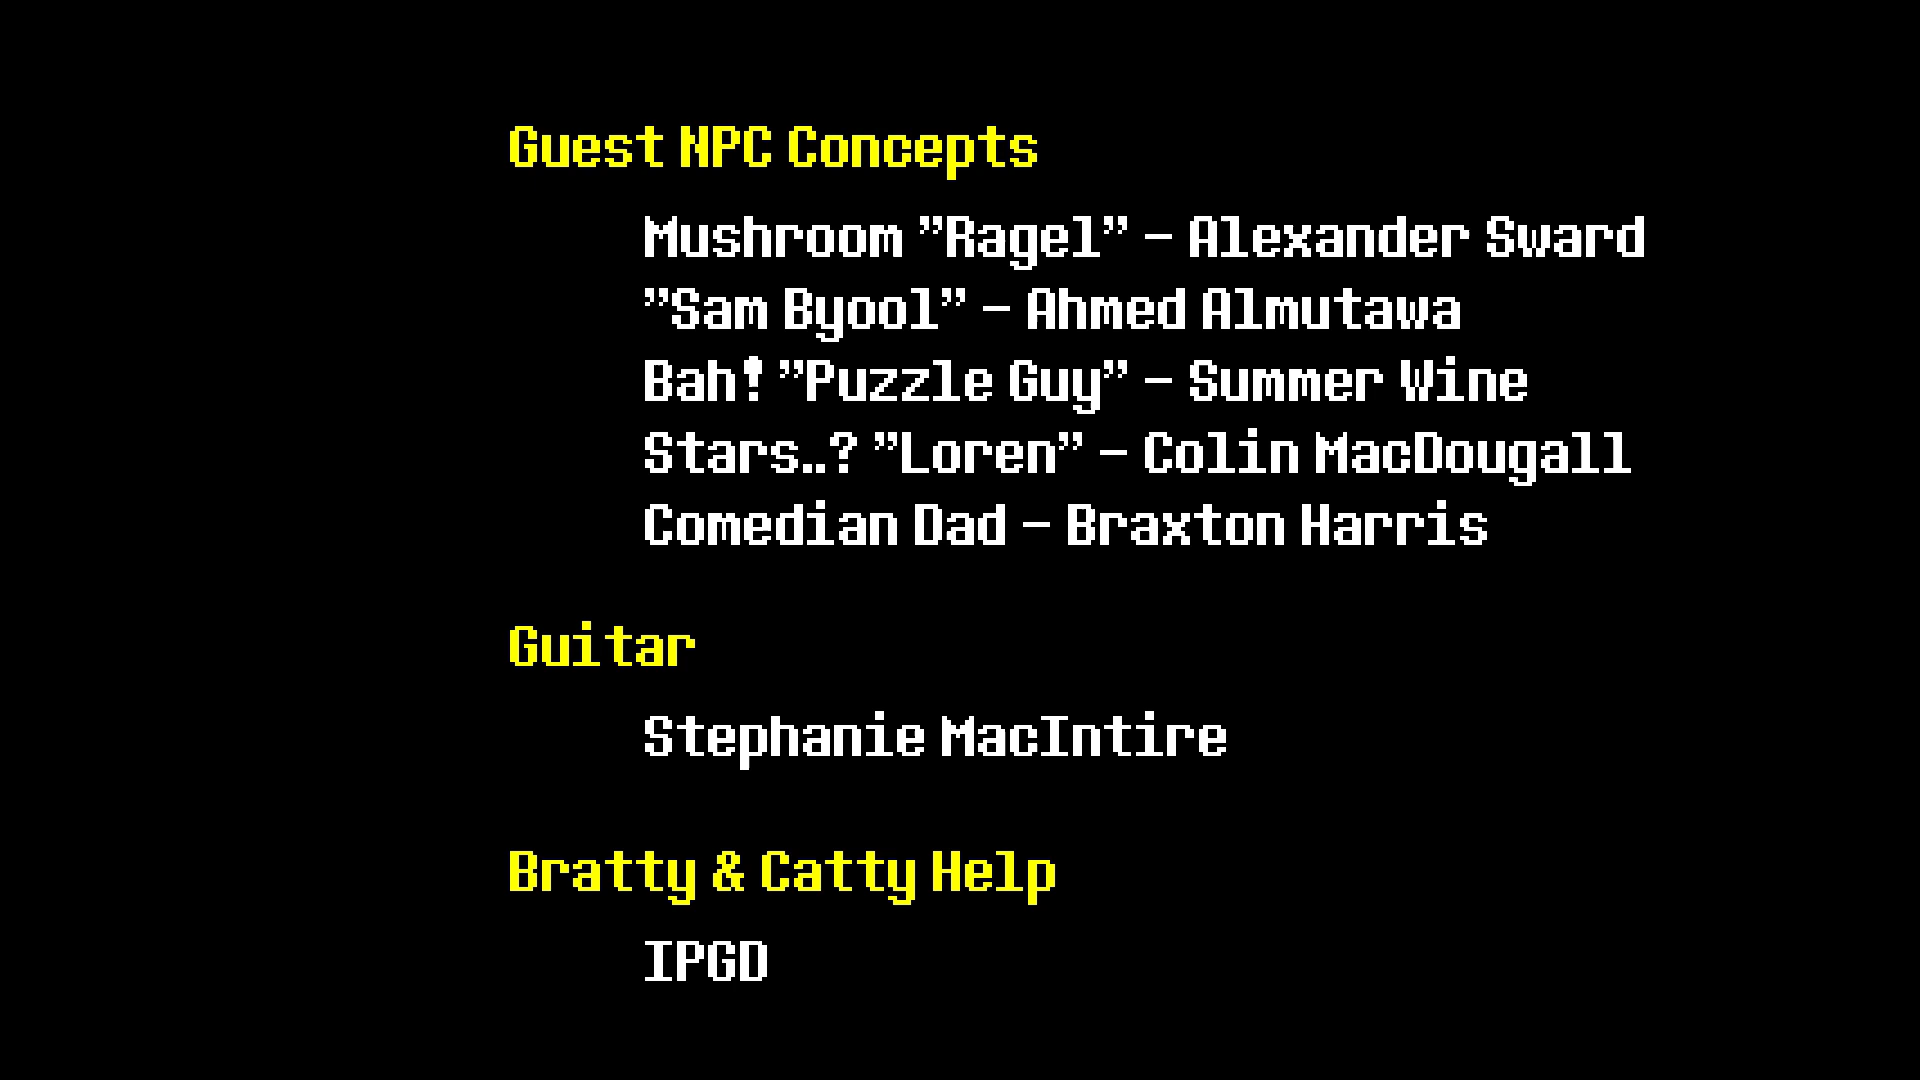 Guest NPC Concepts
Mushroom "Ragel" - Alexander Sward
"Sam Byool" - Ahmed Almutawa
Bah! "Puzzle Guy" - Summer Wine
Stars..? "Loren" - Colin MacDougall
Comedian Dad - Braxton Harris
Guitar
Stephanie MacIntire
Bratty & Catty Help
IPGD